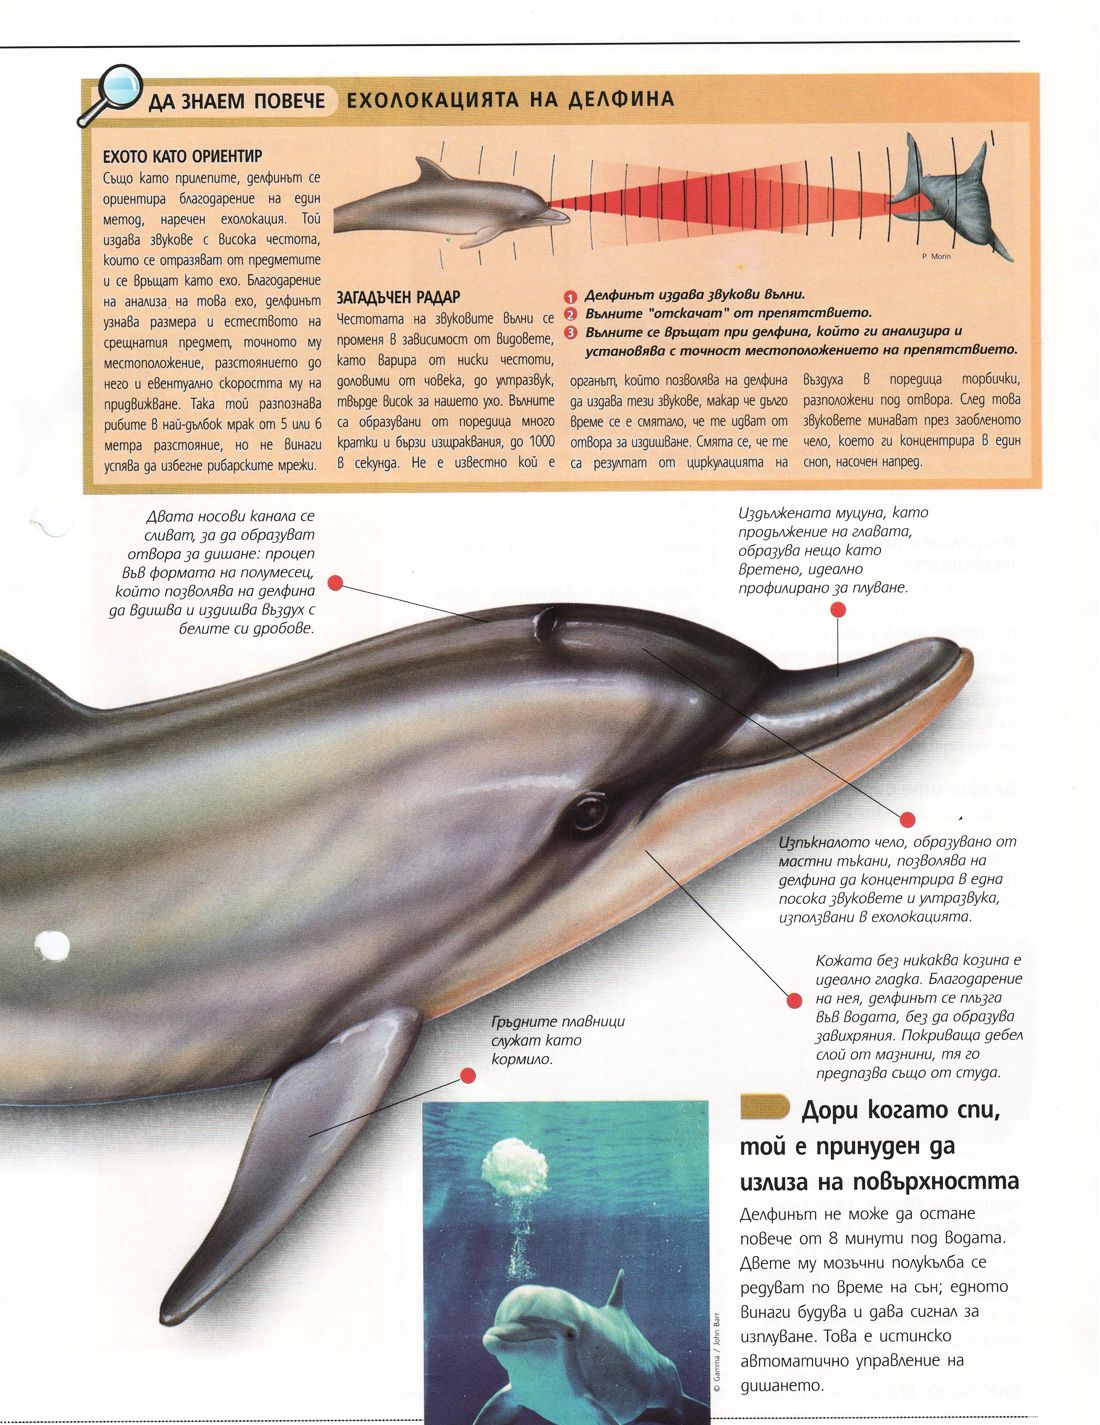 ДА ЗНАЕМ ПОВЕЧЕ
ЕХОЛОКАЦИЯТА НА ДЕЛФИНА
ЕХОТО КАТО ОРИЕНТИР
Също като прилепите, делфинът се
ориентира благодарение на един
метод, наречен ехолокация. Той
издава звукове с висока честота,
които се отразяват от предметите
и се връщат като ехо. Благодарение
на анализа на това ехо, делфинът
узнава размера и естеството на
срещнатия предмет, точното му
местоположение, разстоянието до
него и евентуално скоростта му на
придвижване. Така той разпознава
рибите в най-дълбок мрак от 5 или 6
метра разстояние, но не винаги
успява да избегне рибарските мрежи.
P. Morin
ЗАГАДЪЧЕН РАДАР
Честотата на звуковите вълни се
променя в зависимост от видовете,
като варира от ниски честоти,
доловими от човека, до ултразвук,
твърде висок за нашето ухо. Вълните
са образувани от поредица много
кратки и бързи изщраквания, до 1000
в секунда. Не е известно кой е
1 Делфинът издава звукови вълни.
2 Вълните "отскачат" от препятствието.
3 Вълните се връщат при делфина, който ги анализира и
установява с точност местоположението на препятствието.
органът, който позволява на делфина
да издава тези звукове, макар че дълго
време се е смятало, че те идват от
отвора за издишване. Смята се, че те
са резултат от циркулацията на
въздуха в поредица торбички,
разположени под отвора. След това
звуковете минават през заобленото
чело, което ги концентрира в един
сноп, насочен напред.
Двата носови канала се
сливат, за да образуват
отвора за дишане: процеп
във формата на полумесец,
който позволява на делфина
да вдишва и издишва въздух с
белите си дробове.
Издължената муцуна, като
продължение на главата,
образува нещо като
вретено, идеално
профилирано за плуване.
Изпъкналото чело, образувано от
мастни тъкани, позволява на
делфина да концентрира в една
посока звуковете и ултразвука,
използвани в ехолокацията.
Кожата без никаква козина е
идеално гладка. Благодарение
на нея, делфинът се плъзга
във водата, без да образува
завихряния. Покриваща дебел
слой от мазнини, тя го
предпазва също от студа.
Гръдните плавници
служат като
кормило.
Дори когато спи,
той е принуден да
излиза на повърхността
Делфинът не може да остане
повече от 8 минути под водата.
Двете му мозъчни полукълба се
редуват по време на сън; едното
винаги будува и дава сигнал за
изплуване. Това е истинско
автоматично управление на
дишането.
© Gamma / John Barr